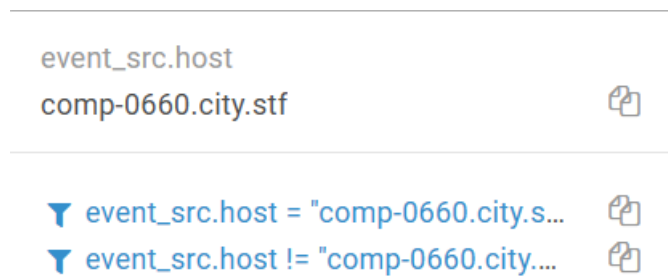 event_src.host
comp-0660.city.stf
event_src.host = "comp-0660.city.s...
event_src.host != "comp-0660.city....